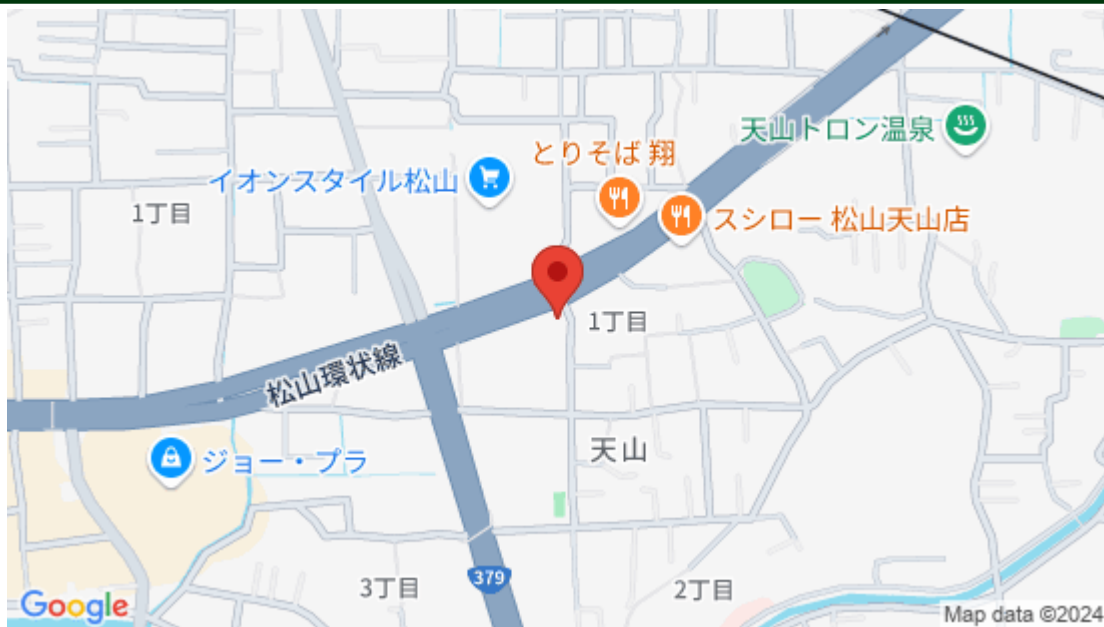 天山トロン温泉
とりそば 翔
イオンスタイル松山
1丁目
スシロー 松山天山店
1丁目
松山環状線
天山
ジョー・プラ
3丁目
379
2丁目
Google
Map data ©2024